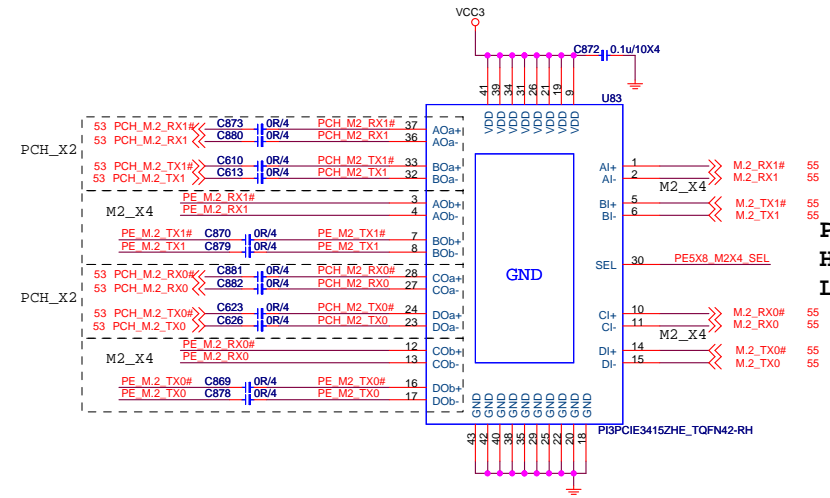 VCC3
C872 0.1u/10X4
U83
41 39 34 31 26 21 19 9
VDD VDD VDD VDD VDD VDD VDD VDD
PCH_X2
53 PCH_M.2_RX1# C873 0R/4 PCH_M2_RX1# 37 AOa+
53 PCH_M.2_RX1 C880 0R/4 PCH_M2_RX1 36 AOa-
53 PCH_M.2_TX1# C610 0R/4 PCH_M2_TX1# 33 BOa+
53 PCH_M.2_TX1 C613 0R/4 PCH_M2_TX1 32 BOa-
M2_X4
PE_M.2_RX1# 3 AOb+
PE_M.2_RX1 4 AOb-
PE_M.2_TX1# C870 0R/4 PE_M2_TX1# 7 BOb+
PE_M.2_TX1 C879 0R/4 PE_M2_TX1 8 BOb-
PCH_X2
53 PCH_M.2_RX0# C881 0R/4 PCH_M2_RX0# 28 COa+
53 PCH_M.2_RX0 C882 0R/4 PCH_M2_RX0 27 COa-
53 PCH_M.2_TX0# C623 0R/4 PCH_M2_TX0# 24 DOa+
53 PCH_M.2_TX0 C626 0R/4 PCH_M2_TX0 23 DOa-
M2_X4
PE_M.2_RX0# 12 COb+
PE_M.2_RX0 13 COb-
PE_M.2_TX0# C869 0R/4 PE_M2_TX0# 16 DOb+
PE_M.2_TX0 C878 0R/4 PE_M2_TX0 17 DOb-
GND
AI+ 1 M.2_RX1# 55
AI- 2 M.2_RX1 55
M2_X4
BI+ 5 M.2_TX1# 55
BI- 6 M.2_TX1 55
SEL 30 PE5X8_M2X4_SEL
H
L
CI+ 10 M.2_RX0# 55
CI- 11 M.2_RX0 55
M2_X4
DI+ 14 M.2_TX0# 55
DI- 15 M.2_TX0 55
GND GND GND GND GND GND GND GND GND GND
43 42 40 38 35 29 25 22 20 18
PI3PCIE3415ZHE_TQFN42-RH